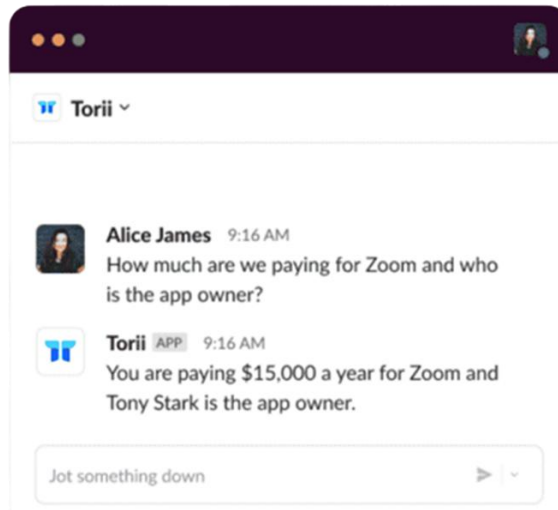 Torii
Alice James 9:16 AM
How much are we paying for Zoom and who
is the app owner?
Torii APP 9:16 AM
You are paying $15,000 a year for Zoom and
Tony Stark is the app owner.
Jot something down